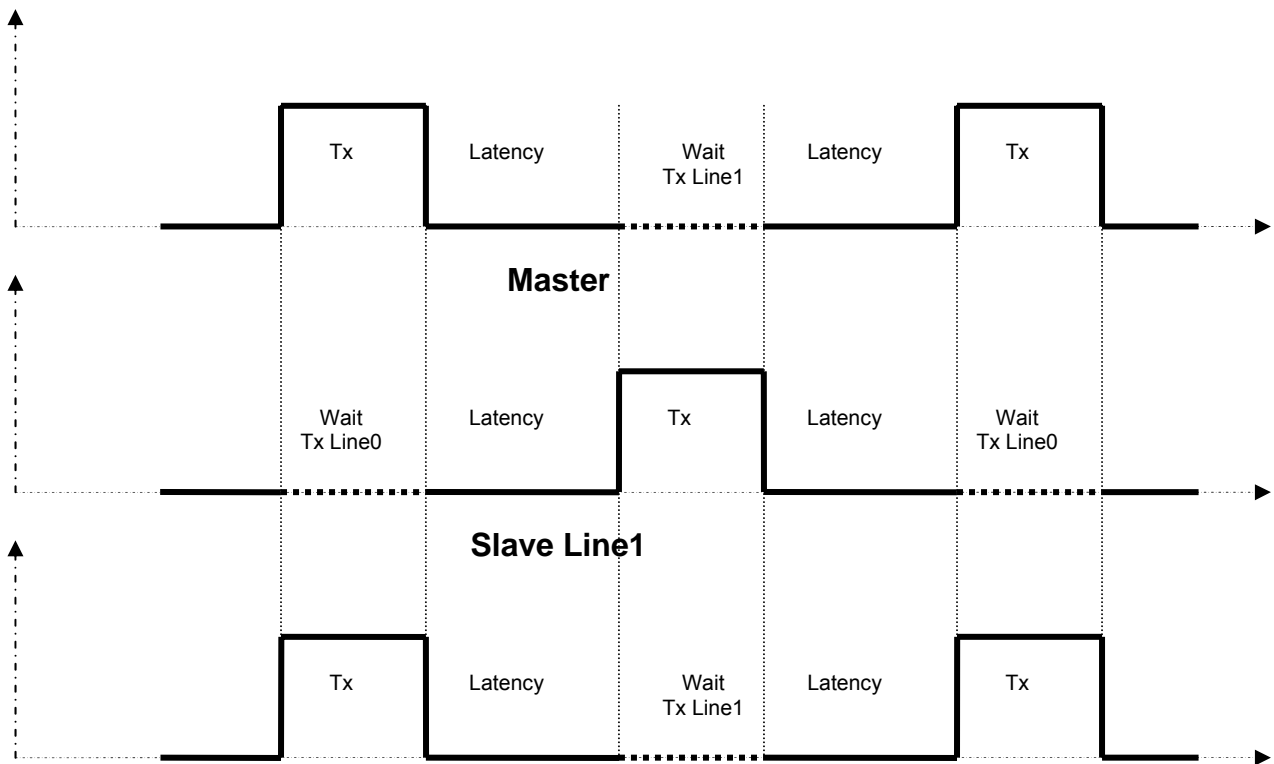 Tx
Latency
Wait
Tx Line1
Latency
Tx
Master
Wait
Tx Line0
Latency
Tx
Latency
Wait
Tx Line0
Slave Line1
Tx
Latency
Wait
Tx Line1
Latency
Tx